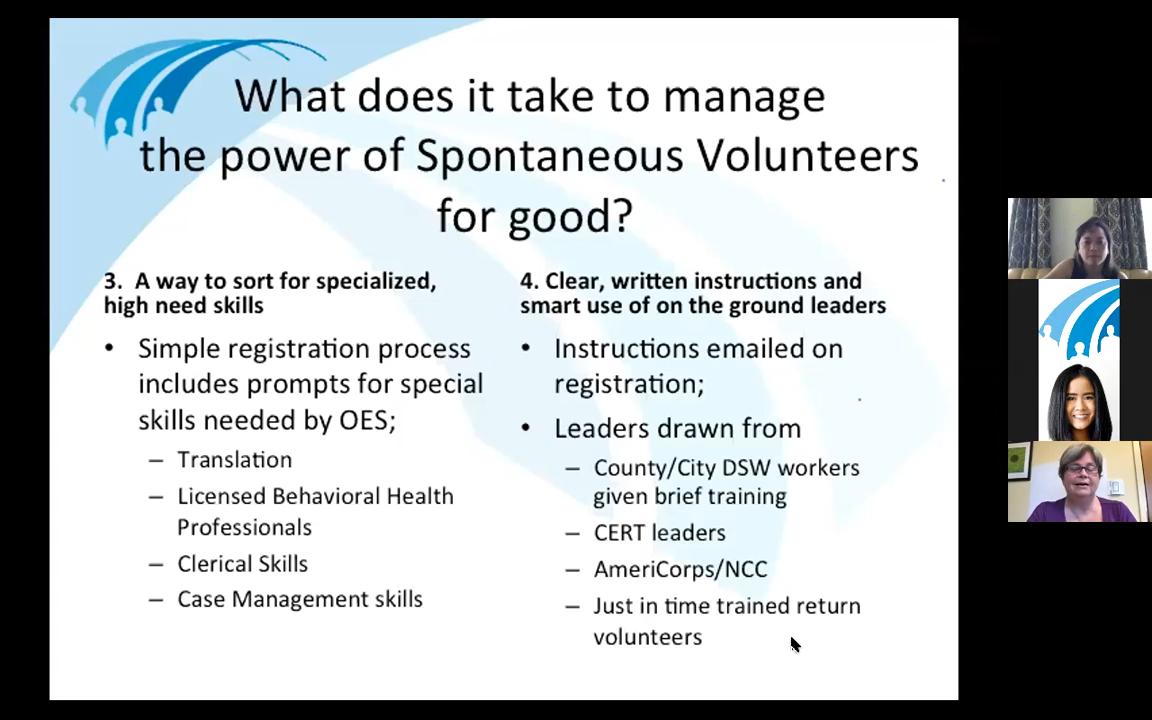 What does it take to manage
the power of Spontaneous Volunteers
for good?
3. A way to sort for specialized,
high need skills
• Simple registration process
includes prompts for special
skills needed by OES;
– Translation
– Licensed Behavioral Health
Professionals
– Clerical Skills
– Case Management skills
4. Clear, written instructions and
smart use of on the ground leaders
• Instructions emailed on
registration;
• Leaders drawn from
– County/City DSW workers
given brief training
– CERT leaders
– AmeriCorps/NCC
– Just in time trained return
volunteers